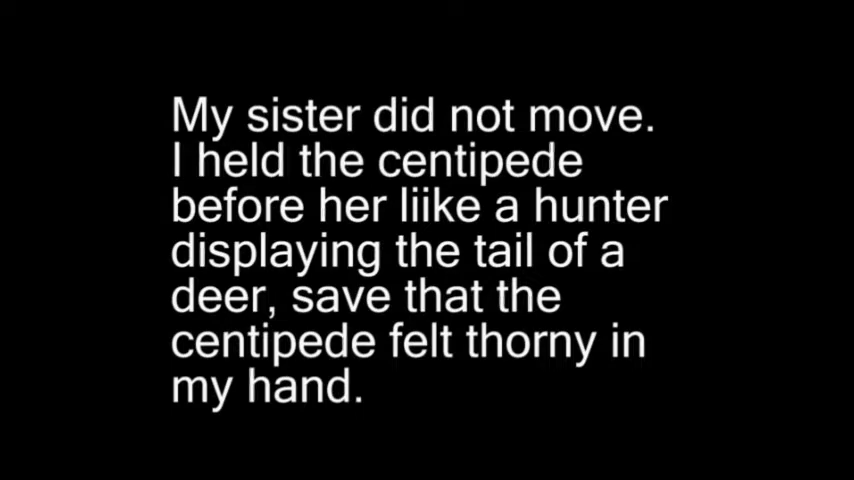 My sister did not move.
I held the centipede
before her liike a hunter
displaying the tail of a
deer, save that the
centipede felt thorny in
my hand.